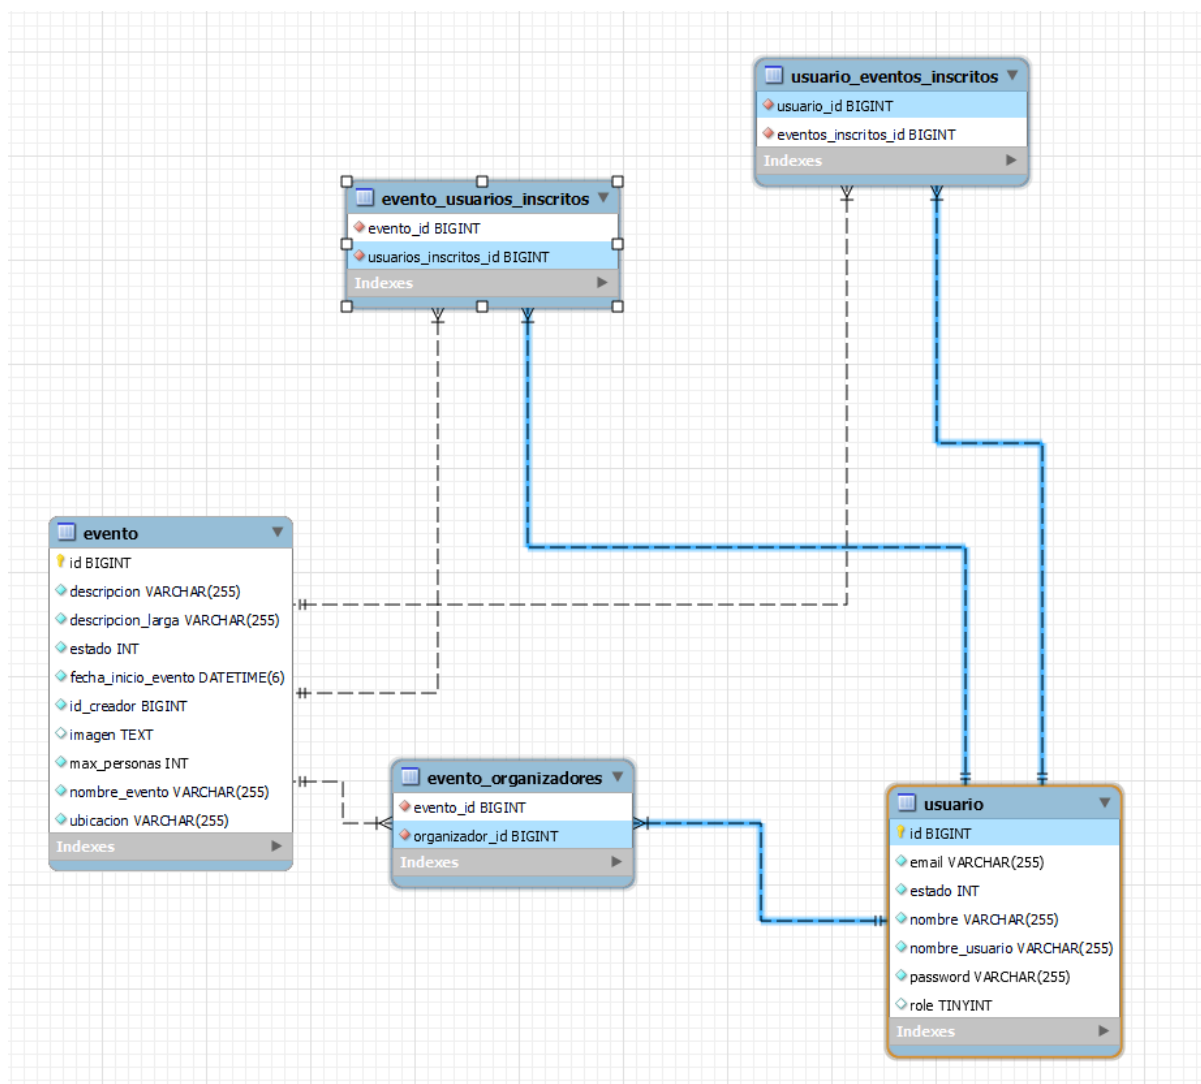 usuario_eventos_inscritos
usuario_id BIGINT
eventos_inscritos_id BIGINT
Indexes
evento_usuarios_inscritos
evento_id BIGINT
usuarios_inscritos_id BIGINT
Indexes
evento
id BIGINT
descripcion VARCHAR(255)
descripcion_larga VARCHAR(255)
estado INT
fecha_inicio_evento DATETIME(6)
id_creador BIGINT
imagen TEXT
max_personas INT
nombre_evento VARCHAR(255)
ubicacion VARCHAR(255)
Indexes
evento_organizadores
evento_id BIGINT
organizador_id BIGINT
Indexes
usuario
id BIGINT
email VARCHAR(255)
estado INT
nombre VARCHAR(255)
nombre_usuario VARCHAR(255)
password VARCHAR(255)
role TINYINT
Indexes